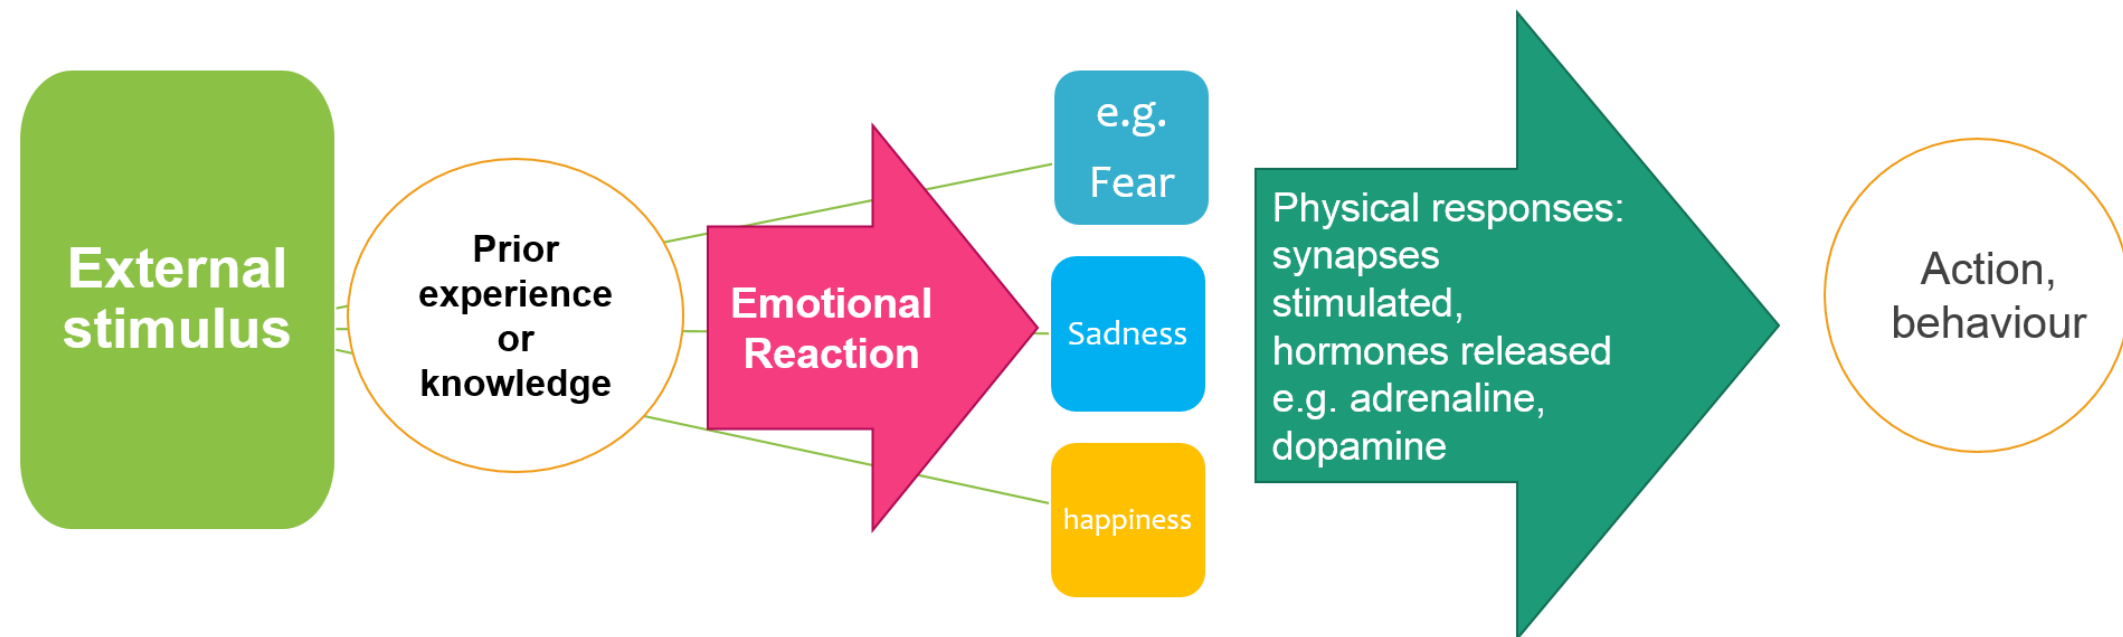 External
stimulus
Prior
experience
or
knowledge
Emotional
Reaction
e.g.
Fear
Sadness
happiness
Physical responses:
synapses
stimulated,
hormones released
e.g. adrenaline,
dopamine
Action,
behaviour